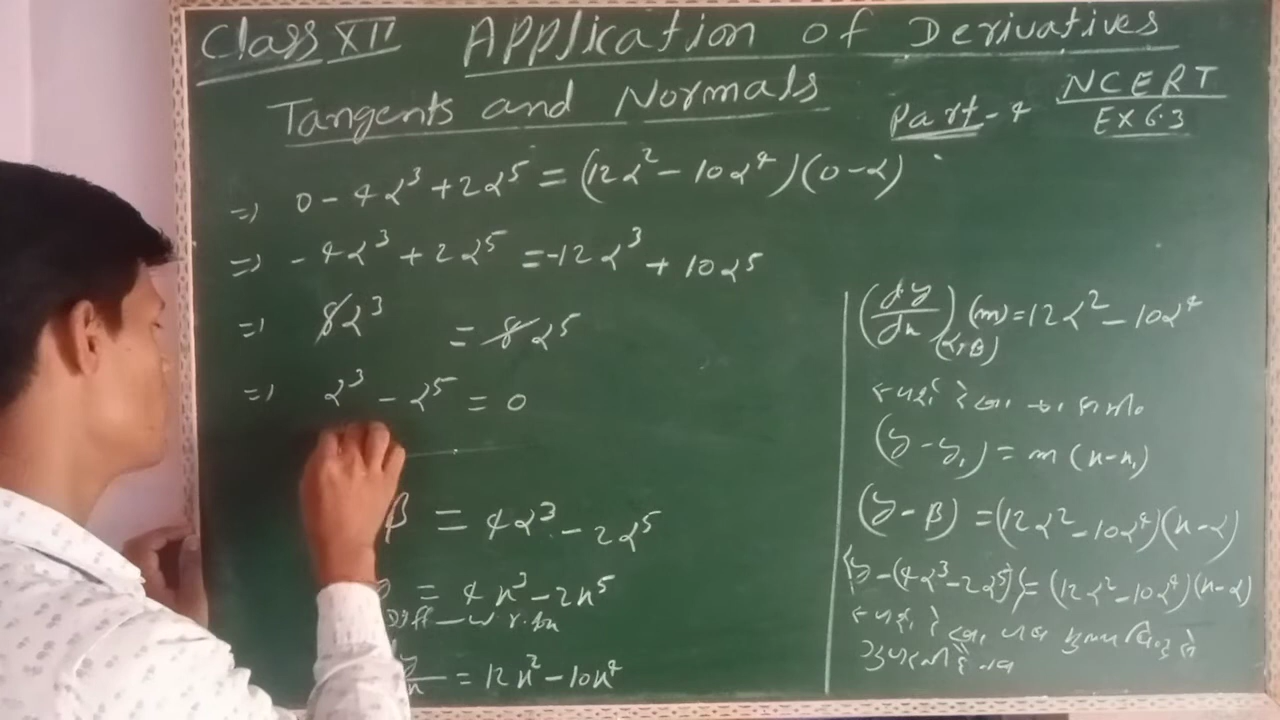 Class XII Application of Derivatives
Tangents and Normals Part-4 NCERT
EX 6.3
=> 0 - 4α³ + 2α⁵ = (12α² - 10α⁴)(0-α)
=> -4α³ + 2α⁵ = -12α³ + 10α⁵
=> 8α³ = 8α⁵
=> α³ - α⁵ = 0
β = 4α³ - 2α⁵
= 4x³ - 2x⁵
Diff w.r.
= 12x² - 10x⁴
(dy/dx)(α,β) (m) = 12α² - 10α⁴
(y - y₁) = m (x-x₁)
(y - β) = (12α² - 10α⁴)(x-α)
{y - (4α³ - 2α⁵)} = (12α² - 10α⁴)(x-α)